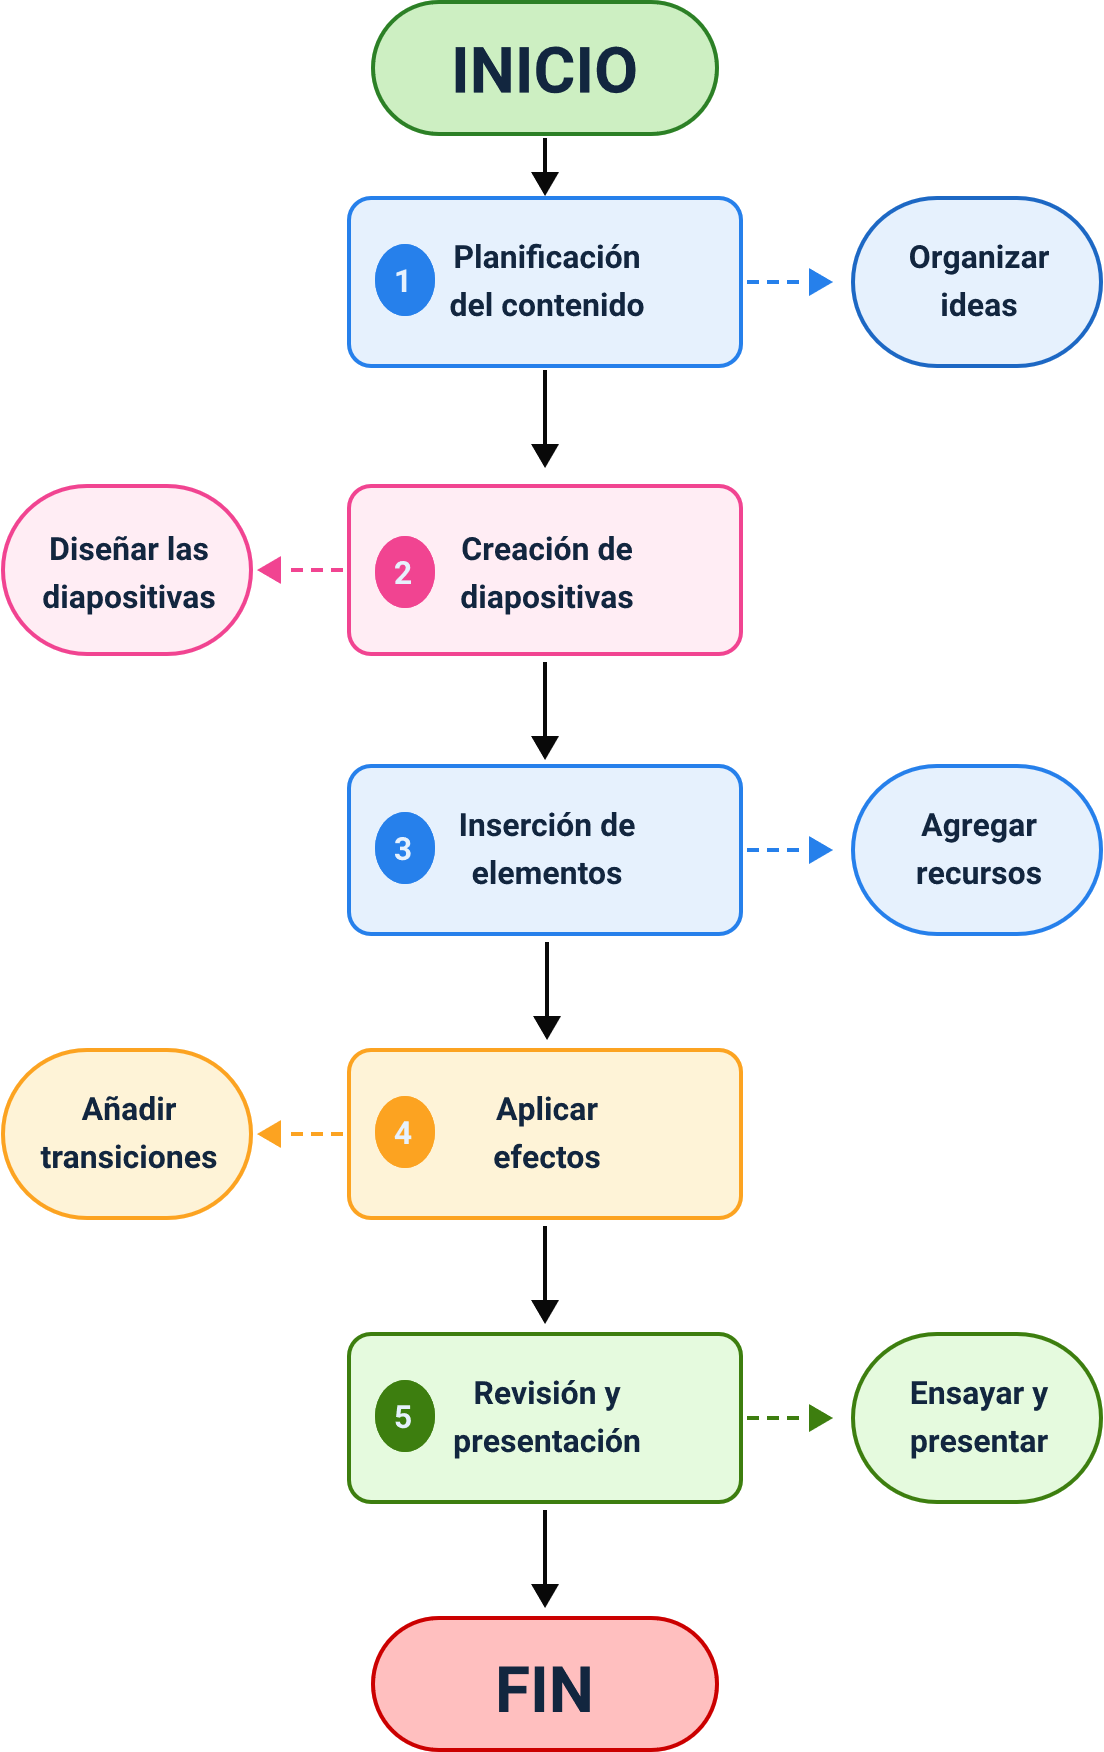 INICIO
1
Planificación
del contenido
Organizar
ideas
Diseñar las
diapositivas
2
Creación de
diapositivas
3
Inserción de
elementos
Agregar
recursos
Añadir
transiciones
4
Aplicar
efectos
5
Revisión y
presentación
Ensayar y
presentar
FIN